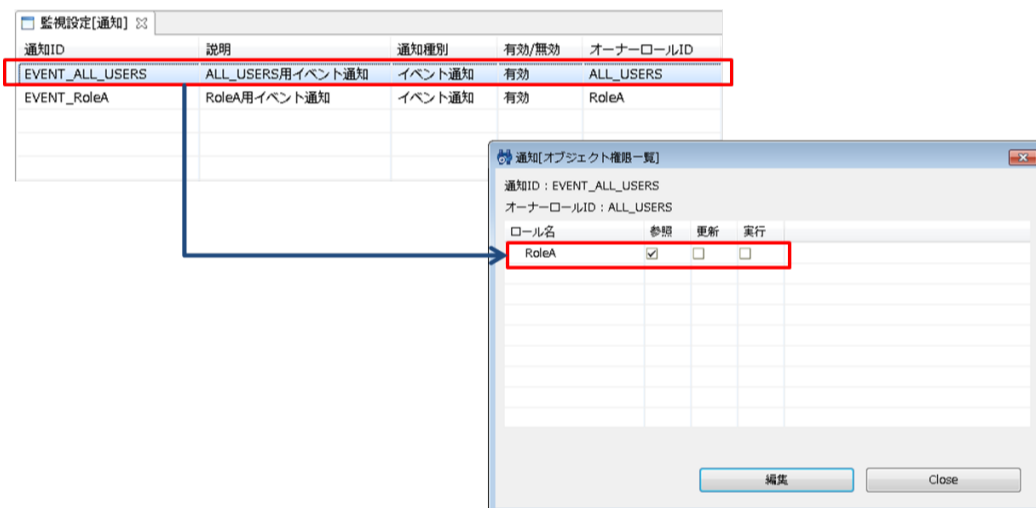 監視設定[通知]
通知ID 説明 通知種別 有効/無効 オーナーロールID
EVENT_ALL_USERS ALL_USERS用イベント通知 イベント通知 有効 ALL_USERS
EVENT_RoleA RoleA用イベント通知 イベント通知 有効 RoleA
通知[オブジェクト権限一覧]
通知ID : EVENT_ALL_USERS
オーナーロールID : ALL_USERS
ロール名 参照 更新 実行
RoleA
編集 Close